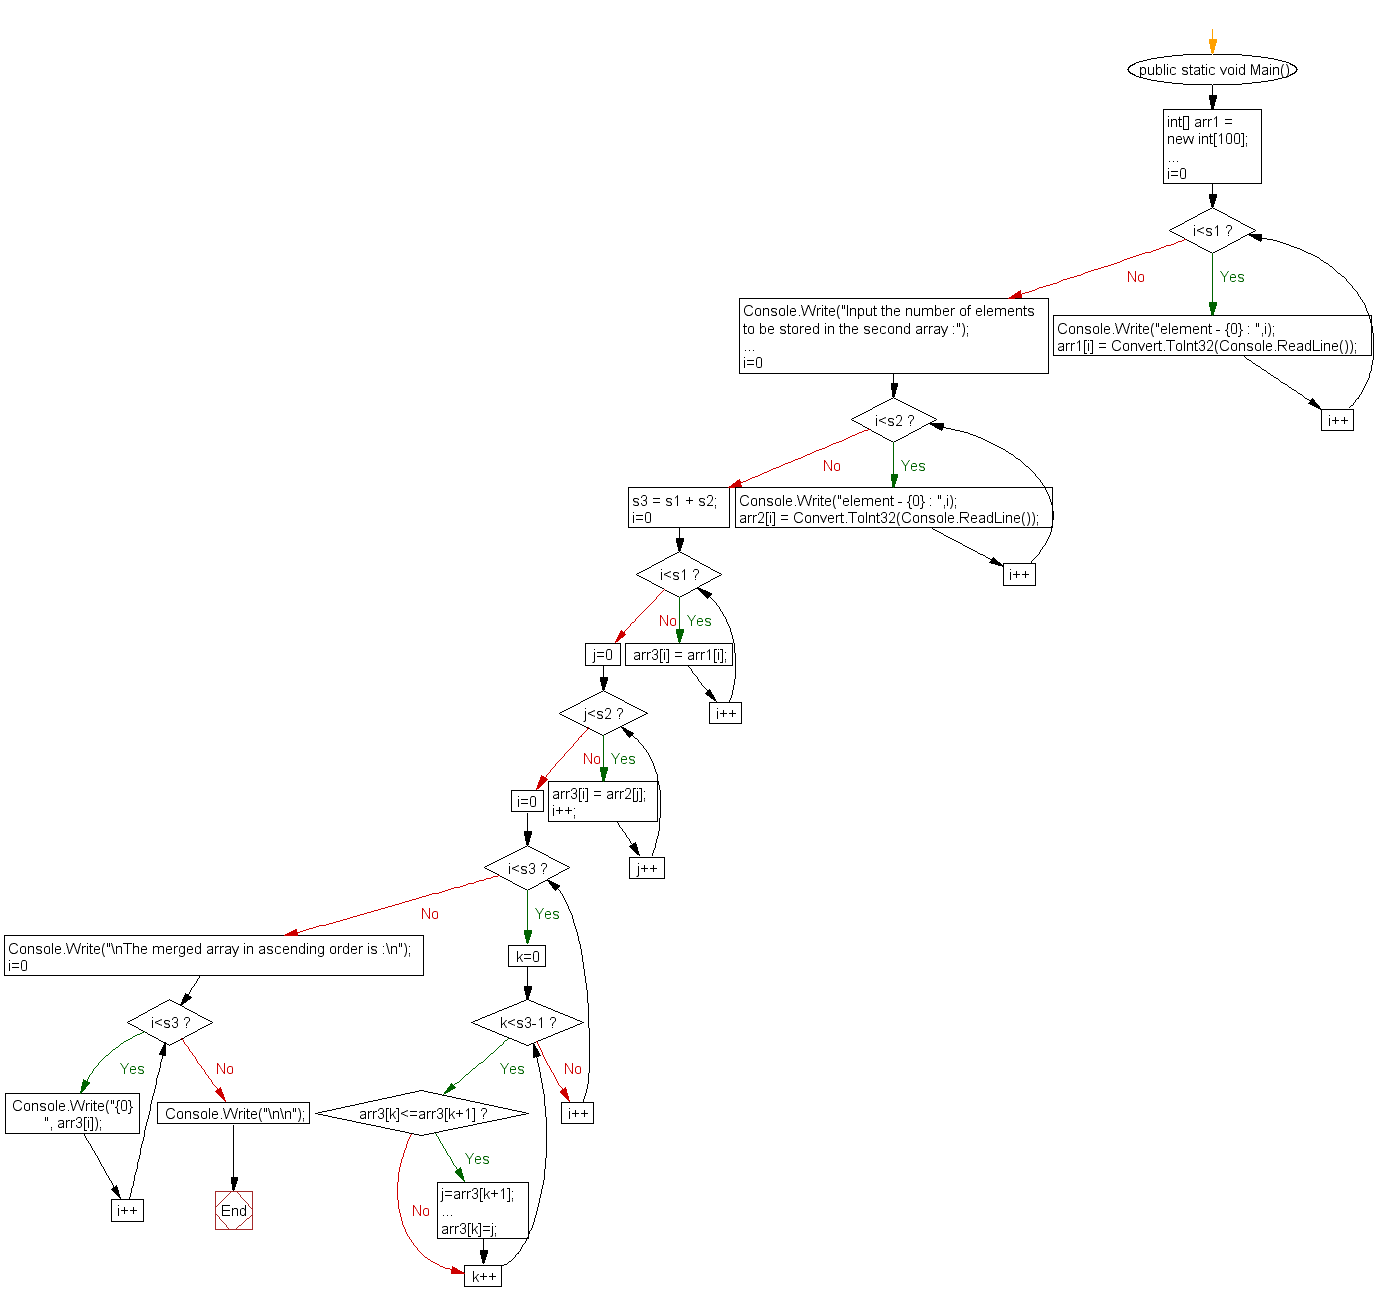 public static void Main()
int[] arr1 =
new int[100];
...
i=0
i<s1 ?
No
Yes
Console.Write("Input the number of elements
to be stored in the second array :");
...
i=0
Console.Write("element - {0} : ",i);
arr1[i] = Convert.ToInt32(Console.ReadLine());
i++
i<s2 ?
No
Yes
s3 = s1 + s2;
i=0
Console.Write("element - {0} : ",i);
arr2[i] = Convert.ToInt32(Console.ReadLine());
i++
i<s1 ?
No
Yes
j=0
arr3[i] = arr1[i];
i++
j<s2 ?
No
Yes
i=0
arr3[i] = arr2[j];
i++;
j++
i<s3 ?
No
Yes
Console.Write("\nThe merged array in ascending order is :\n");
i=0
k=0
i<s3 ?
k<s3-1 ?
Yes
No
Yes
No
Console.Write("{0}
", arr3[i]);
Console.Write("\n\n");
arr3[k]<=arr3[k+1] ?
i++
Yes
i++
End
No
j=arr3[k+1];
...
arr3[k]=j;
k++